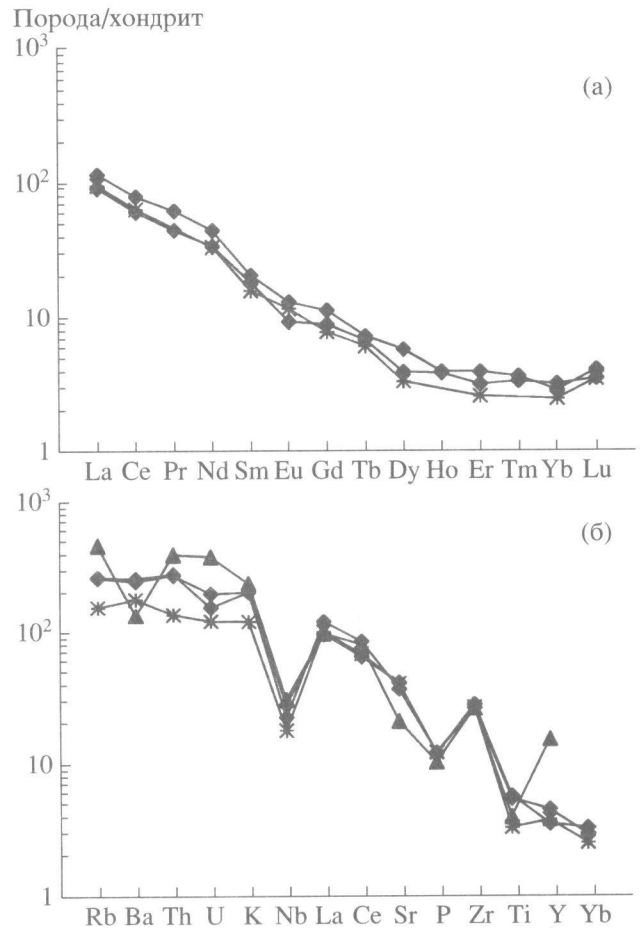 Порода/хондрит
10³
(а)
10²
10
1
La Ce Pr Nd Sm Eu Gd Tb Dy Ho Er Tm Yb Lu
10³
(б)
10²
10
1
Rb Ba Th U K Nb La Ce Sr P Zr Ti Y Yb